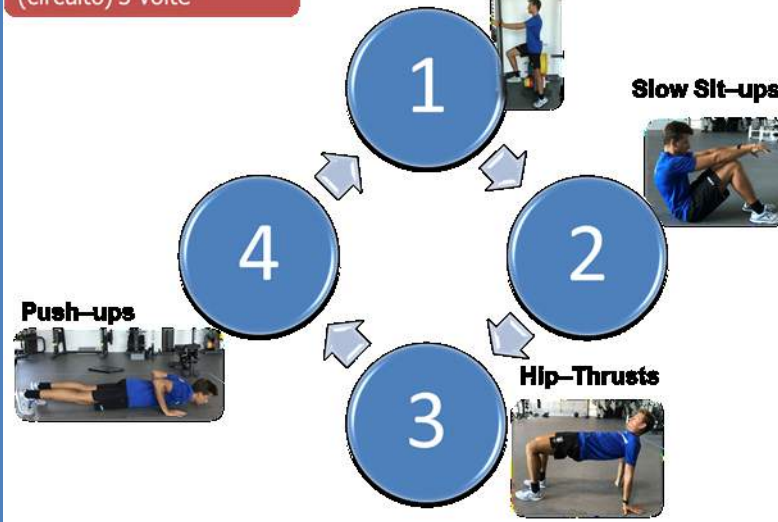 (circuito) 3 volte
1
Slow Sit-ups
4
2
Push-ups
Hip-Thrusts
3